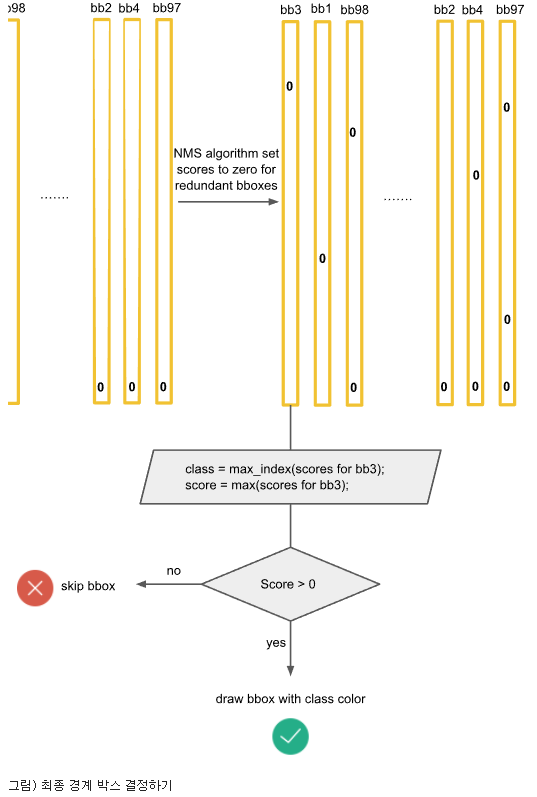 b98 bb2 bb4 bb97 bb3 bb1 bb98 bb2 bb4 bb97
0
0
0
NMS algorithm set
scores to zero for
redundant bboxes
0
....... .......
0
0
0 0 0 0 0 0 0
class = max_index(scores for bb3);
score = max(scores for bb3);
Score > 0
no
skip bbox
yes
draw bbox with class color
그림) 최종 경계 박스 결정하기